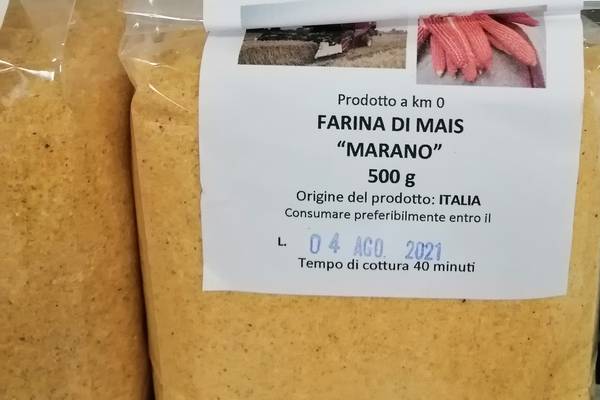 Prodotto a km 0
FARINA DI MAIS
“MARANO”
500 g
Origine del prodotto: ITALIA
Consumare preferibilmente entro il
L. 04 AGO 2021
Tempo di cottura 40 minuti